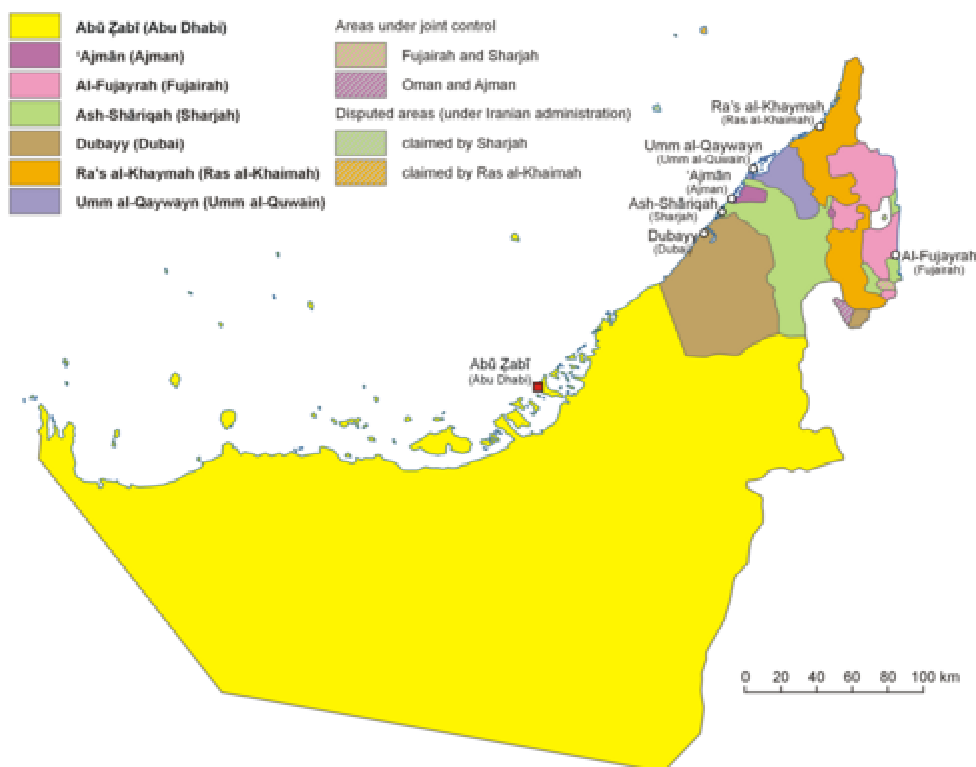 Abū Ẓabī (Abu Dhabi)
'Ajmān (Ajman)
Al-Fujayrah (Fujairah)
Ash-Shāriqah (Sharjah)
Dubayy (Dubai)
Ra's al-Khaymah (Ras al-Khaimah)
Umm al-Qaywayn (Umm al-Quwain)
Areas under joint control
Fujairah and Sharjah
Oman and Ajman
Disputed areas (under Iranian administration)
claimed by Sharjah
claimed by Ras al-Khaimah
Ra's al-Khaymah
(Ras al-Khaimah)
Umm al-Qaywayn
(Umm al-Quwain)
'Ajmān
(Ajman)
Ash-Shāriqah
(Sharjah)
Dubayy
(Dubai)
Al-Fujayrah
(Fujairah)
Abū Ẓabī
(Abu Dhabi)
0 20 40 60 80 100 km